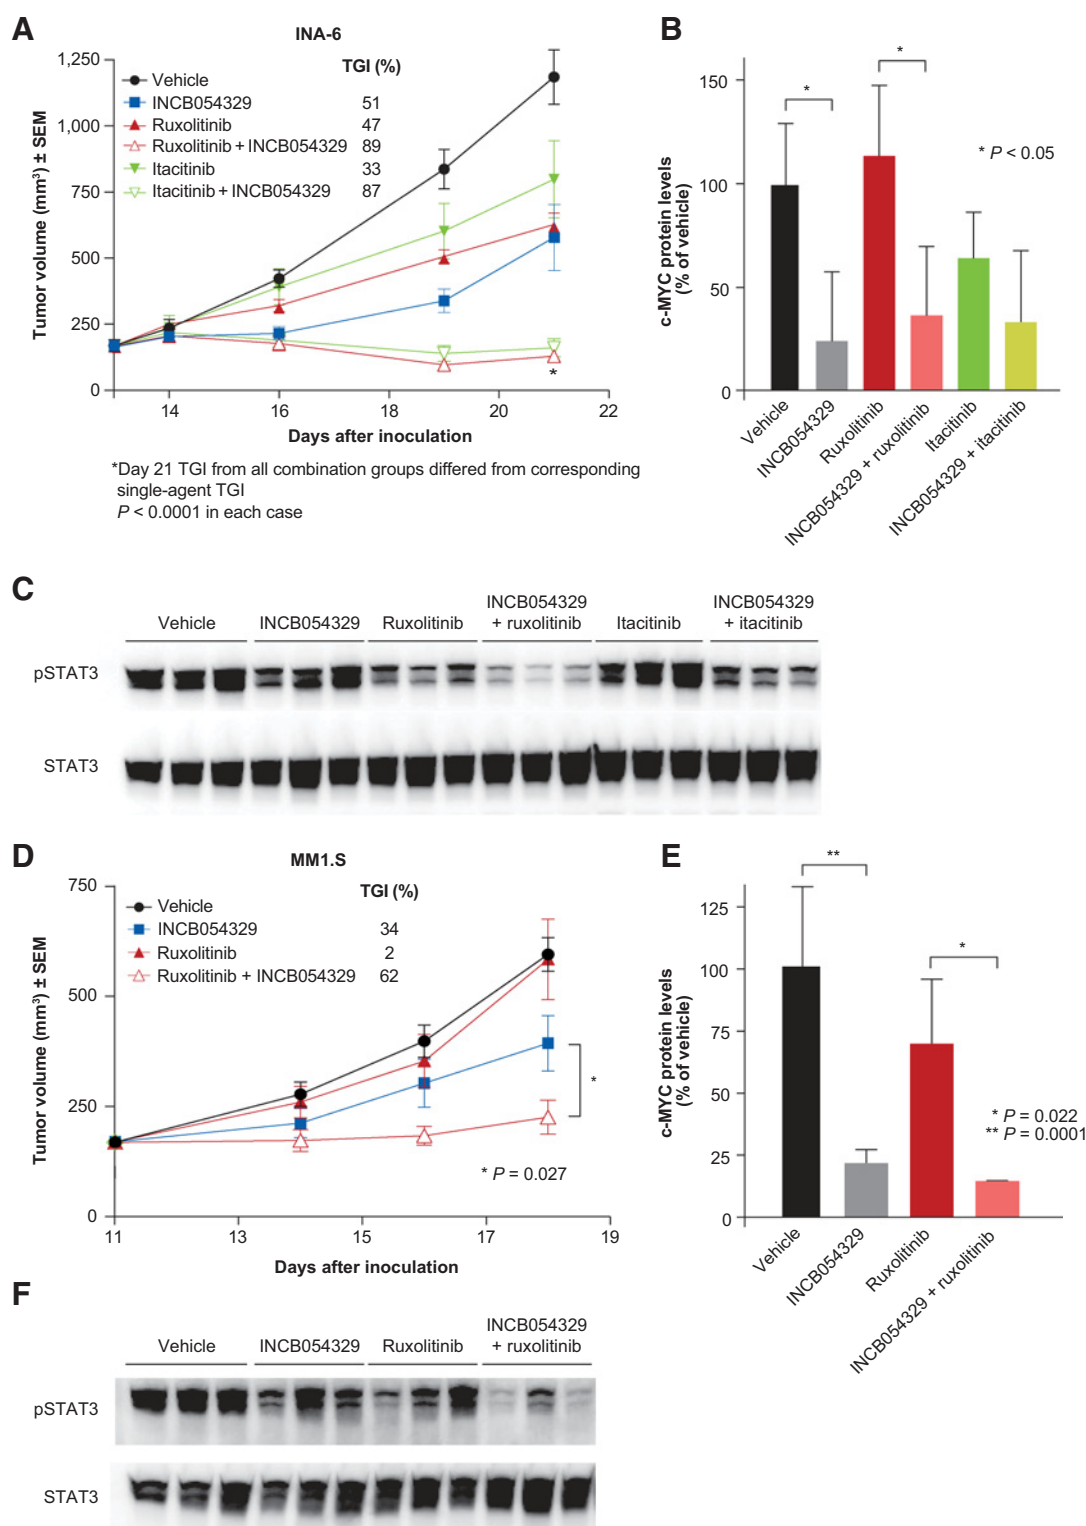 A
INA-6
TGI (%)
Vehicle
INCB054329 51
Ruxolitinib 47
Ruxolitinib + INCB054329 89
Itacitinib 33
Itacitinib + INCB054329 87
Tumor volume (mm³) ± SEM
1,250
1,000
750
500
250
0
*
14 16 18 20 22
Days after inoculation
*Day 21 TGI from all combination groups differed from corresponding
single-agent TGI
P < 0.0001 in each case
B
c-MYC protein levels
(% of vehicle)
150
100
50
0
*
*
* P < 0.05
Vehicle
INCB054329
Ruxolitinib
INCB054329 + ruxolitinib
Itacitinib
INCB054329 + itacitinib
C
Vehicle INCB054329 Ruxolitinib INCB054329 + ruxolitinib Itacitinib INCB054329 + itacitinib
pSTAT3
STAT3
D
MM1.S
TGI (%)
Vehicle
INCB054329 34
Ruxolitinib 2
Ruxolitinib + INCB054329 62
Tumor volume (mm³) ± SEM
750
500
250
0
*
* P = 0.027
11 13 15 17 19
Days after inoculation
E
c-MYC protein levels
(% of vehicle)
125
100
75
50
25
0
**
*
* P = 0.022
** P = 0.0001
Vehicle
INCB054329
Ruxolitinib
INCB054329 + ruxolitinib
F
Vehicle INCB054329 Ruxolitinib INCB054329 + ruxolitinib
pSTAT3
STAT3